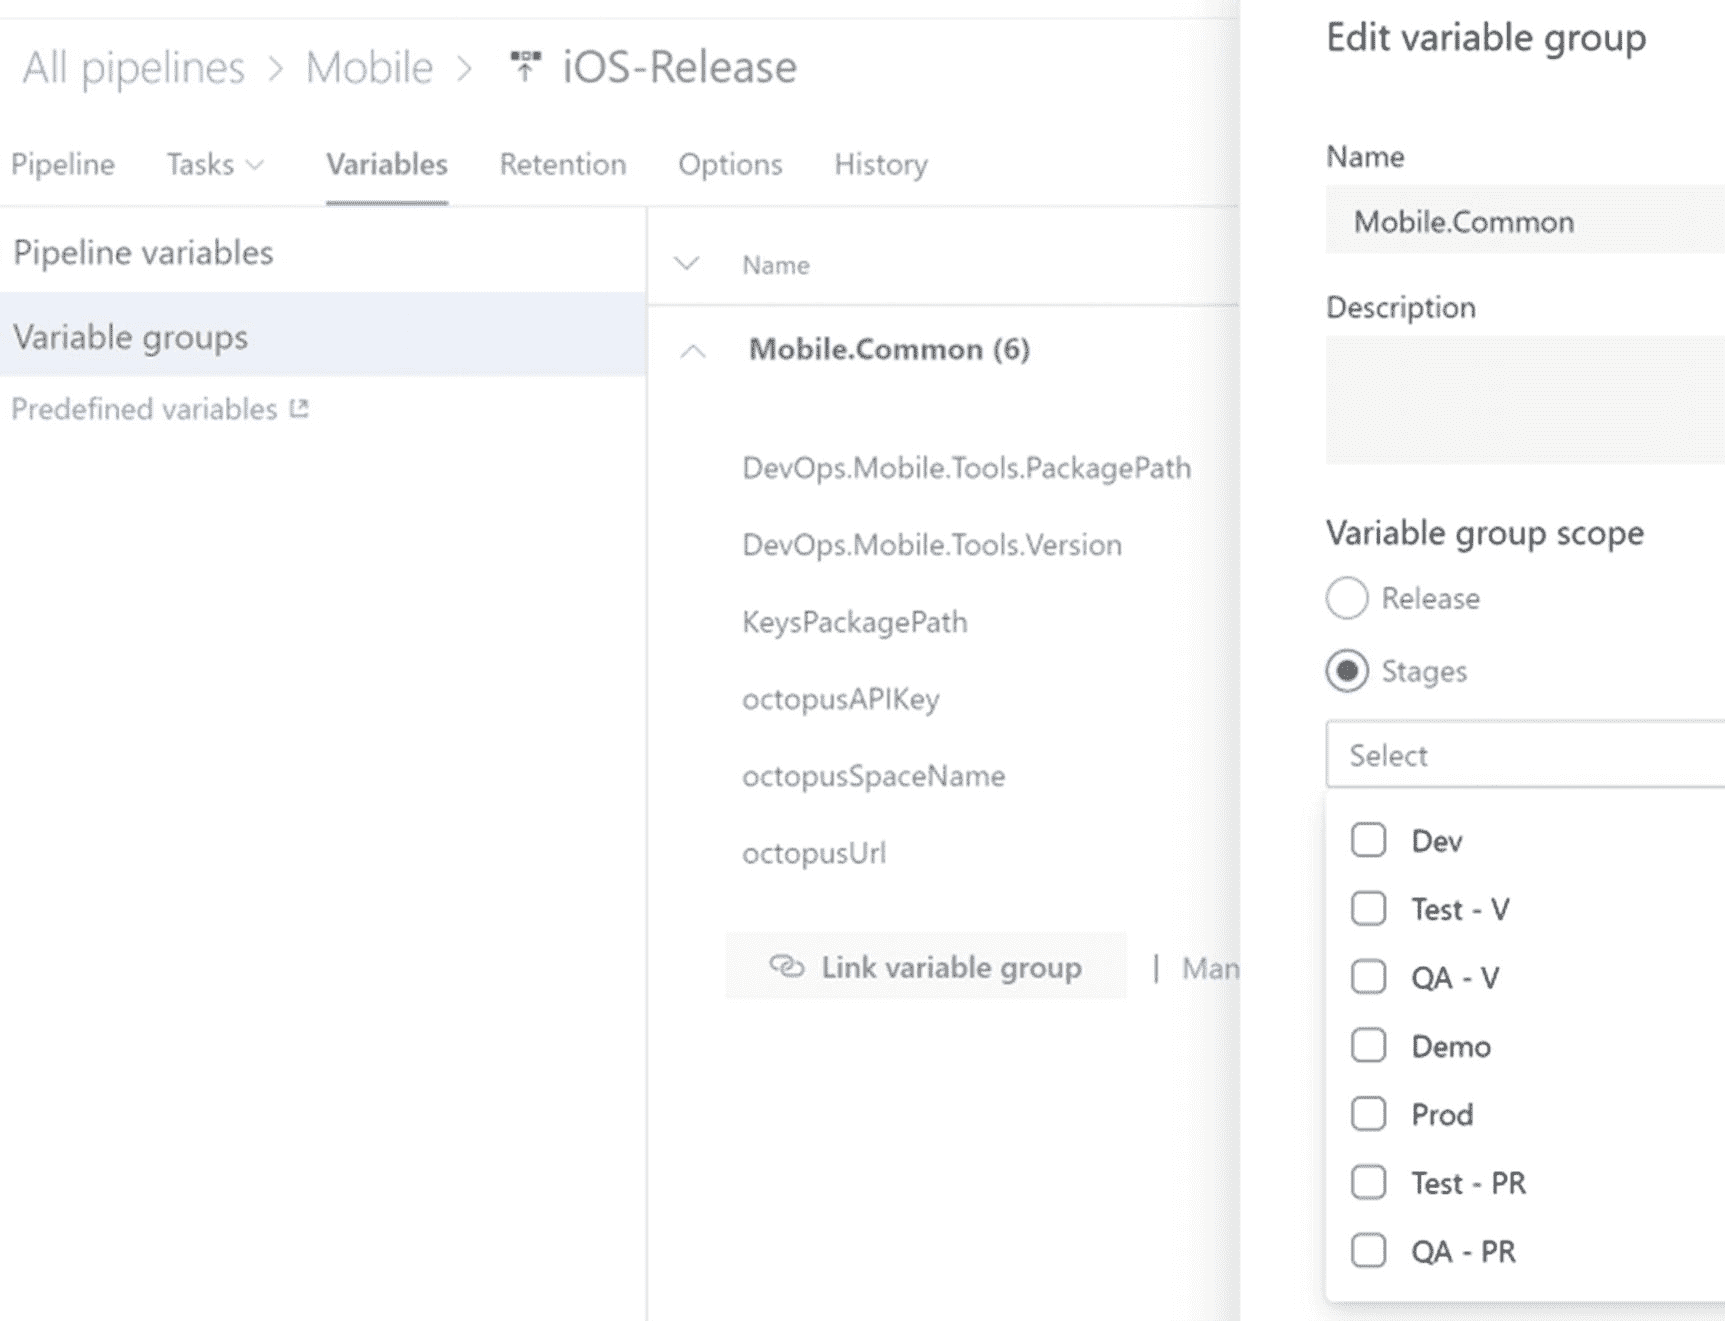 All pipelines > Mobile > iOS-Release
Pipeline Tasks Variables Retention Options History
Pipeline variables
Variable groups
Predefined variables
Name
Mobile.Common (6)
DevOps.Mobile.Tools.PackagePath
DevOps.Mobile.Tools.Version
KeysPackagePath
octopusAPIKey
octopusSpaceName
octopusUrl
Link variable group | Man
Edit variable group
Name
Mobile.Common
Description
Variable group scope
Release
Stages
Select
Dev
Test - V
QA - V
Demo
Prod
Test - PR
QA - PR